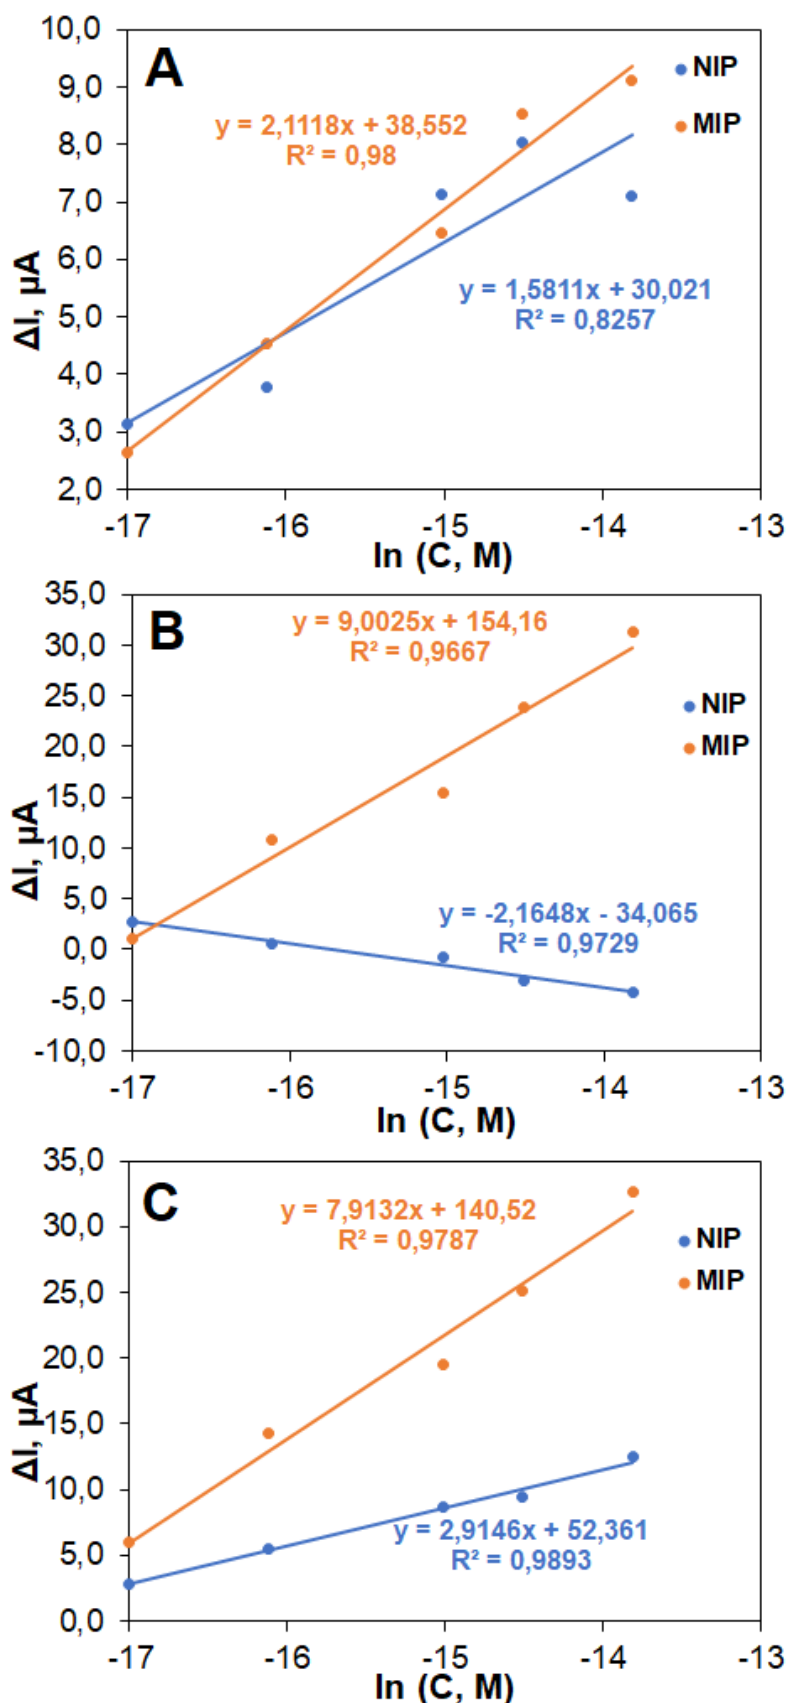 10,0
A
NIP
9,0
MIP
y = 2,1118x + 38,552
R² = 0,98
8,0
7,0
6,0
y = 1,5811x + 30,021
R² = 0,8257
5,0
4,0
3,0
2,0
ΔI, µA
-17 -16 -15 -14 -13
ln (C, M)
35,0
B
y = 9,0025x + 154,16
R² = 0,9667
30,0
25,0
NIP
MIP
20,0
15,0
10,0
5,0
y = -2,1648x - 34,065
R² = 0,9729
0,0
-5,0
-10,0
ΔI, µA
-17 -16 -15 -14 -13
ln (C, M)
35,0
C
y = 7,9132x + 140,52
R² = 0,9787
30,0
NIP
MIP
25,0
20,0
15,0
10,0
y = 2,9146x + 52,361
R² = 0,9893
5,0
0,0
ΔI, µA
-17 -16 -15 -14 -13
ln (C, M)